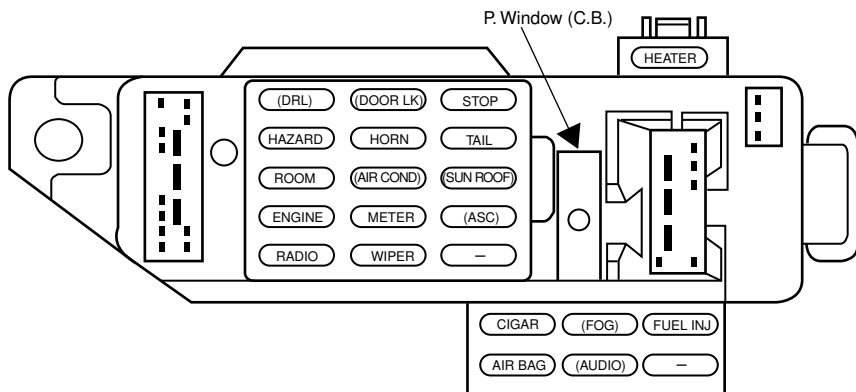 P. Window (C.B.)
HEATER
(DRL) (DOOR LK) STOP
HAZARD HORN TAIL
ROOM (AIR COND) (SUN ROOF)
ENGINE METER (ASC)
RADIO WIPER –
CIGAR (FOG) FUEL INJ
AIR BAG (AUDIO) –